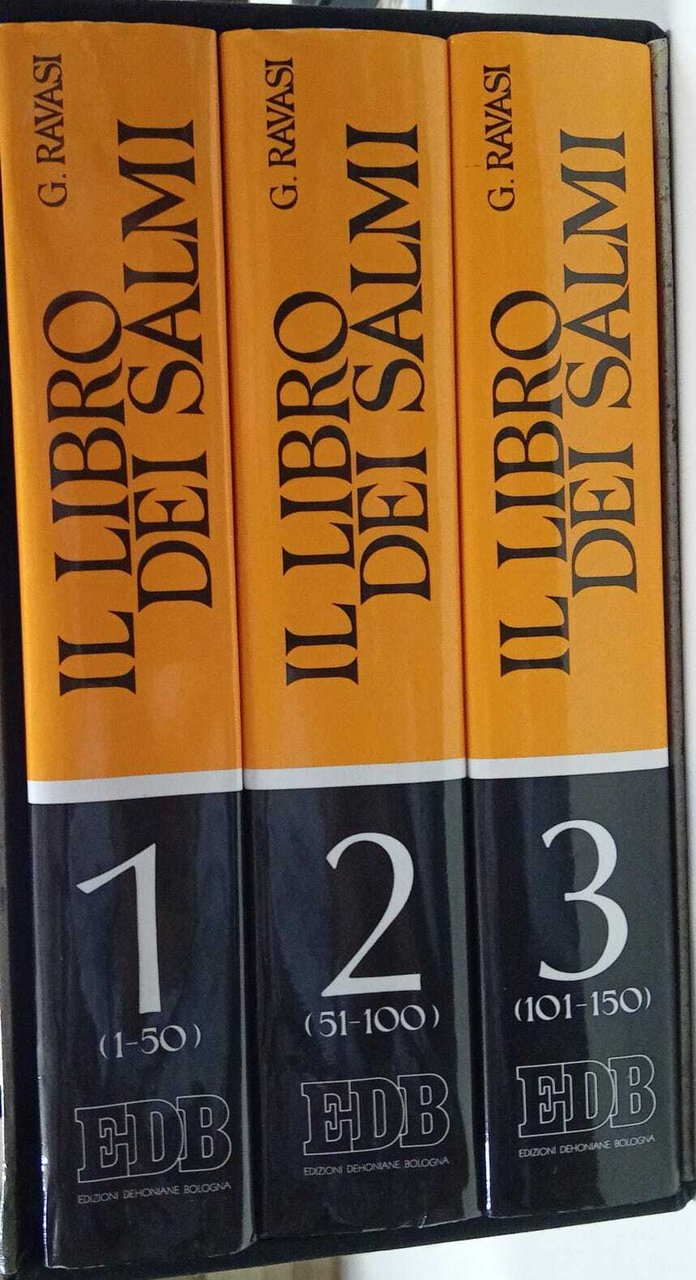 G. RAVASI
IL LIBRO
DEI SALMI
1
(1-50)
EDB
EDIZIONI DEHONIANE BOLOGNA
G. RAVASI
IL LIBRO
DEI SALMI
2
(51-100)
EDB
EDIZIONI DEHONIANE BOLOGNA
G. RAVASI
IL LIBRO
DEI SALMI
3
(101-150)
EDB
EDIZIONI DEHONIANE BOLOGNA